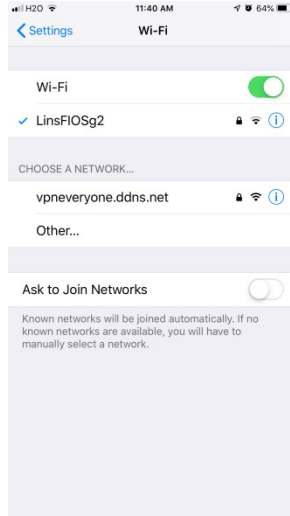 H2O 11:40 AM 64%
Settings Wi-Fi
Wi-Fi
LinsFIOSg2
CHOOSE A NETWORK...
vpneveryone.ddns.net
Other...
Ask to Join Networks
Known networks will be joined automatically. If no
known networks are available, you will have to
manually select a network.